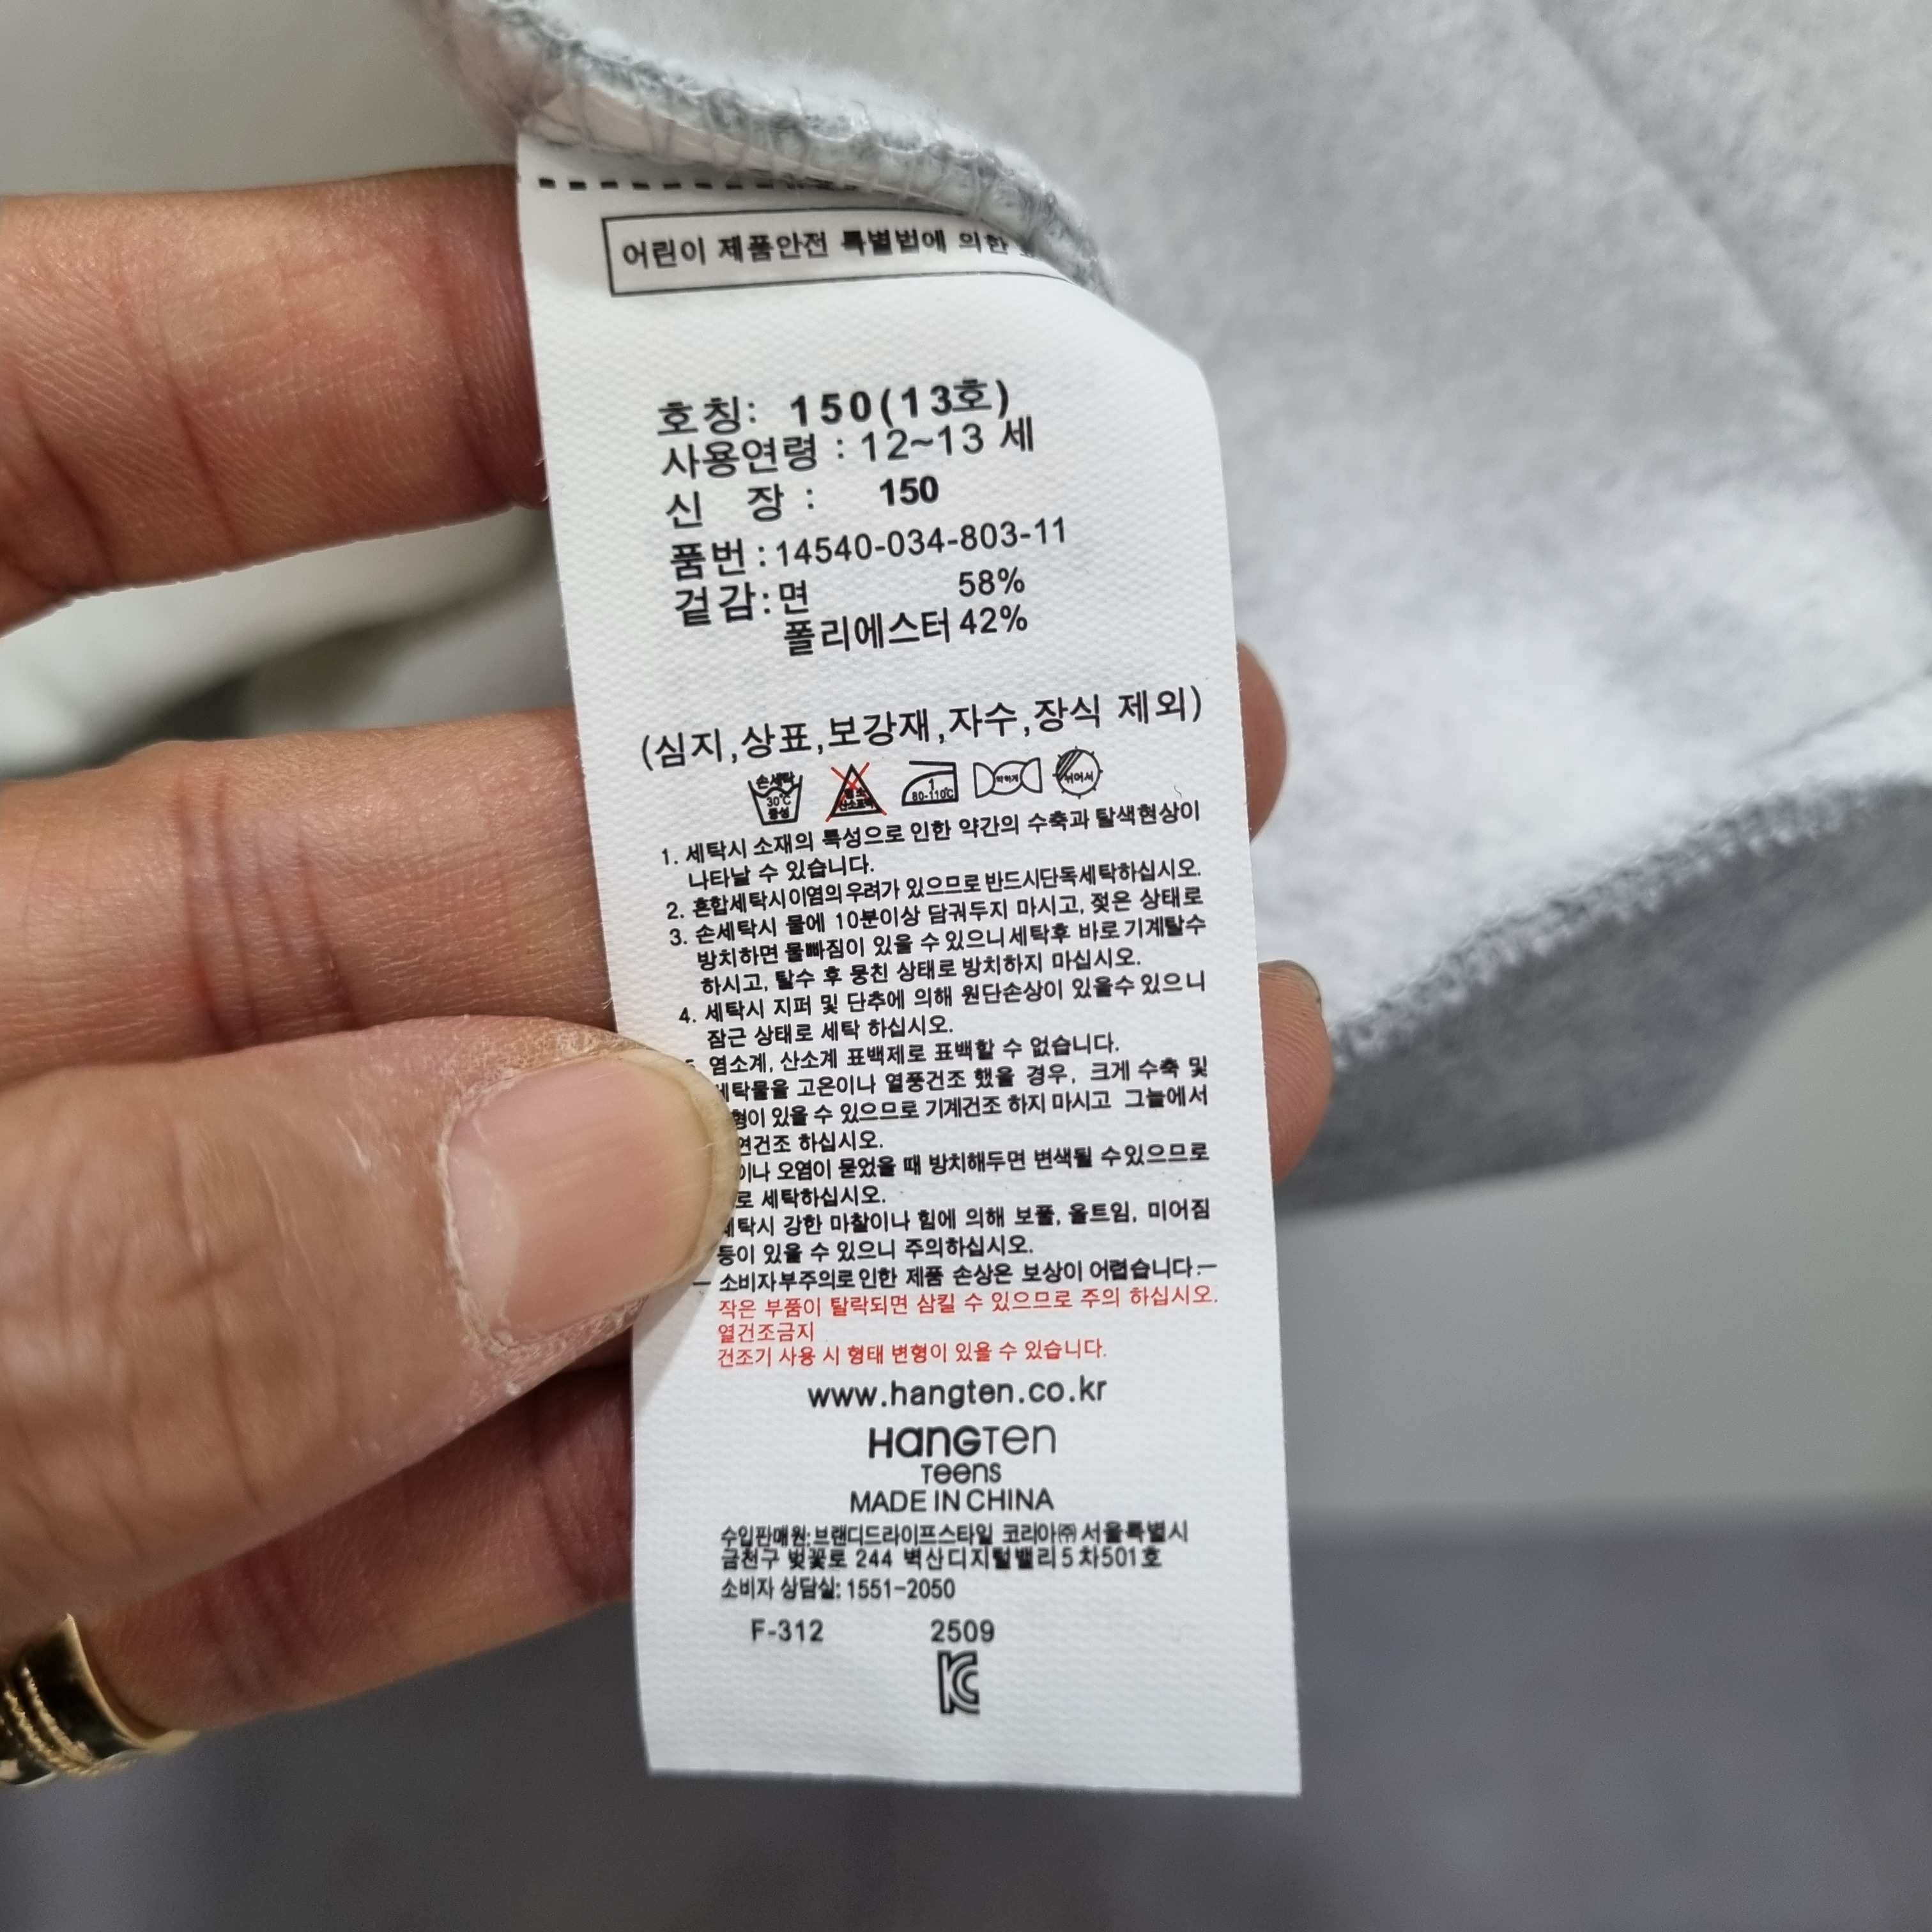 어린이 제품안전 특별법에 의한
호칭: 150(13호)
사용연령 : 12~13 세
신 장 : 150
품번 : 14540-034-803-11
겉감 : 면 58%
폴리에스터 42%
(심지,상표,보강재,자수,장식 제외)
손세탁 30℃ 중성
염소 산소표백
1 80-110℃
약하게
뉘어서
1. 세탁시 소재의 특성으로 인한 약간의 수축과 탈색현상이
나타날 수 있습니다.
2. 혼합세탁시 이염의 우려가 있으므로 반드시 단독세탁하십시오.
3. 손세탁시 물에 10분이상 담궈두지 마시고, 젖은 상태로
방치하면 물빠짐이 있을 수 있으니 세탁후 바로 기계탈수
하시고, 탈수 후 뭉친 상태로 방치하지 마십시오.
4. 세탁시 지퍼 및 단추에 의해 원단손상이 있을수 있으니
잠근 상태로 세탁 하십시오.
염소계, 산소계 표백제로 표백할 수 없습니다.
세탁물을 고온이나 열풍건조 했을 경우, 크게 수축 및
형이 있을 수 있으므로 기계건조 하지 마시고 그늘에서
연건조 하십시오.
이나 오염이 묻었을 때 방치해두면 변색될 수 있으므로
로 세탁하십시오.
세탁시 강한 마찰이나 힘에 의해 보풀, 올트임, 미어짐
등이 있을 수 있으니 주의하십시오.
— 소비자 부주의로 인한 제품 손상은 보상이 어렵습니다.—
작은 부품이 탈락되면 삼킬 수 있으므로 주의 하십시오.
열건조금지
건조기 사용 시 형태 변형이 있을 수 있습니다.
www.hangten.co.kr
HANGTEN
TEENS
MADE IN CHINA
수입판매원:브랜디드라이프스타일 코리아㈜ 서울특별시
금천구 벚꽃로 244 벽산디지털밸리5차501호
소비자 상담실: 1551-2050
F-312 2509
KC